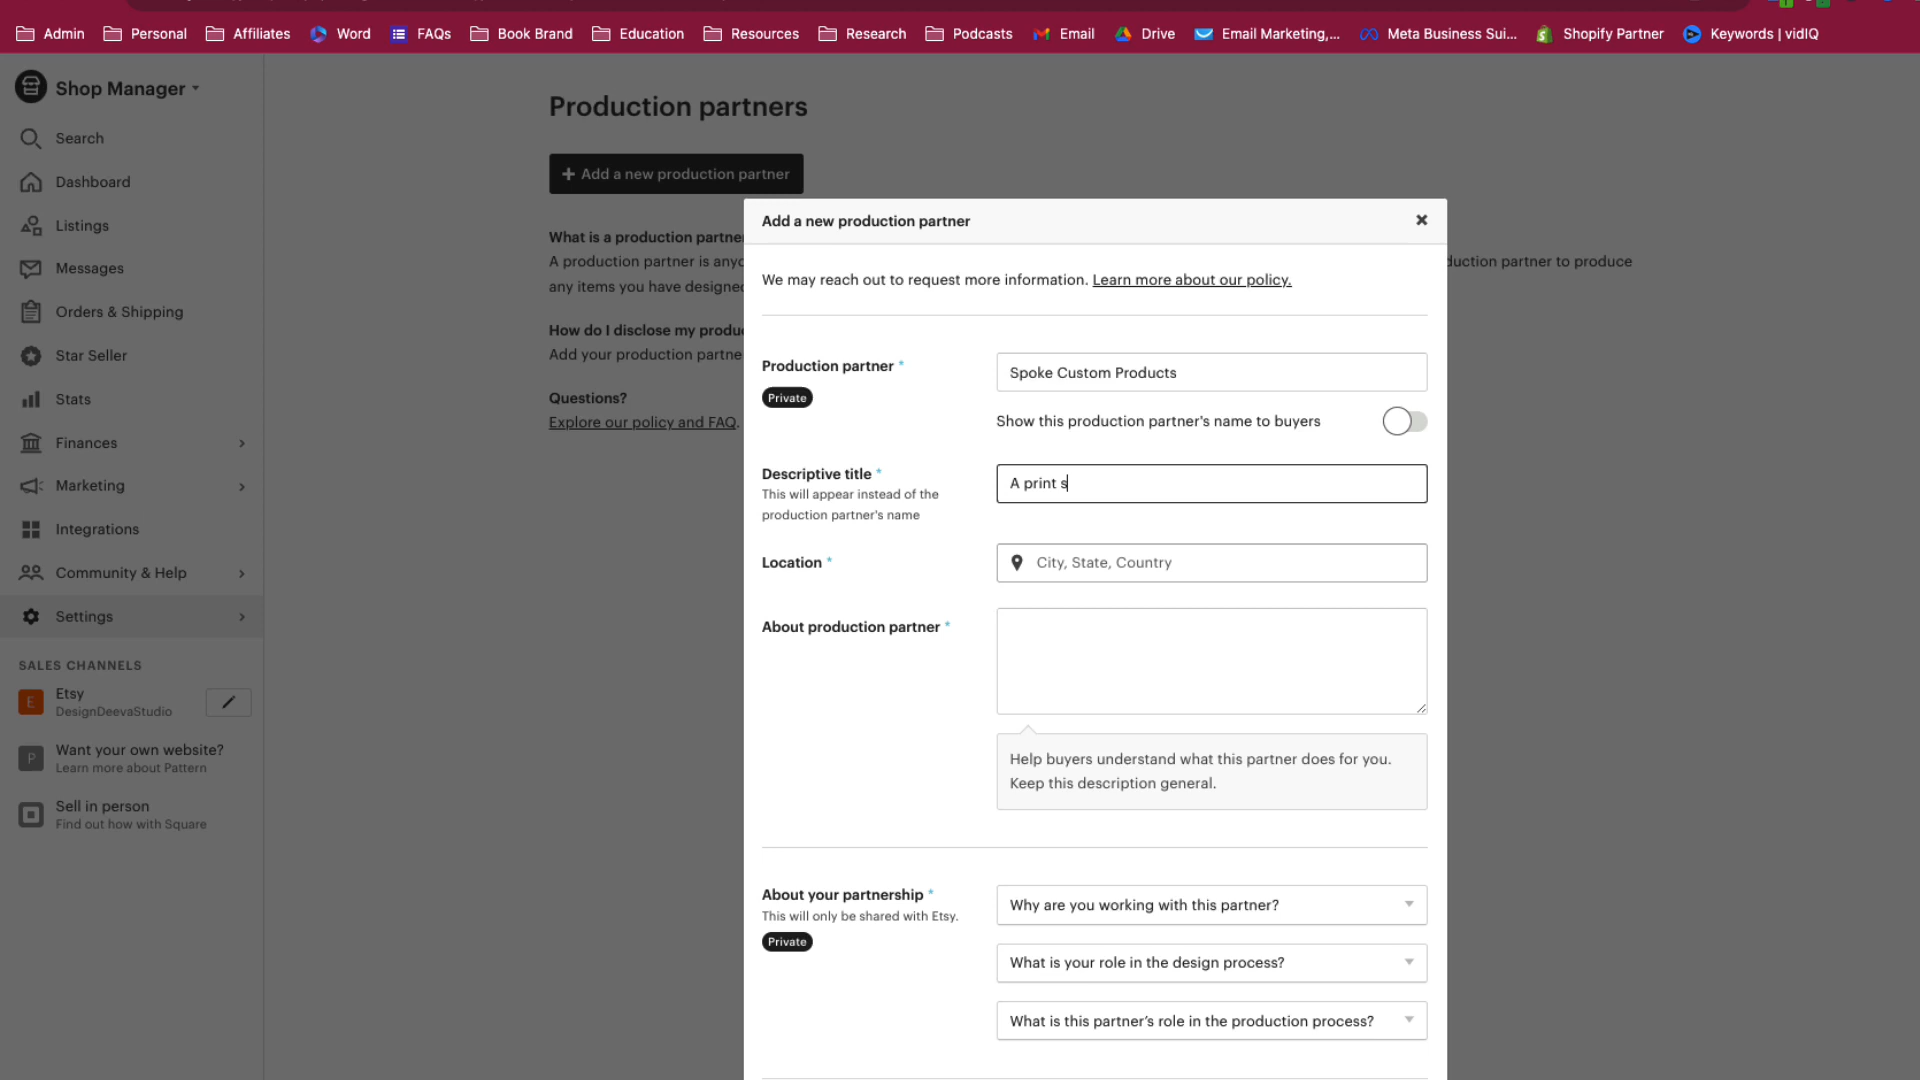 Admin
Personal
Affiliates
Word
FAQs
Book Brand
Education
Resources
Research
Podcasts
Email
Drive
Email Marketing,...
Meta Business Sui...
Shopify Partner
Keywords | vidIQ
Shop Manager
Search
Dashboard
Listings
Messages
Orders & Shipping
Star Seller
Stats
Finances
Marketing
Integrations
Community & Help
Settings
SALES CHANNELS
E
Etsy
DesignDeevaStudio
P
Want your own website?
Learn more about Pattern
Sell in person
Find out how with Square
Production partners
+ Add a new production partner
What is a production partne
A production partner is anyo
duction partner to produce
any items you have designe
How do I disclose my produ
Add your production partne
Questions?
Explore our policy and FAQ.
Add a new production partner
We may reach out to request more information. Learn more about our policy.
Production partner *
Private
Spoke Custom Products
Show this production partner's name to buyers
Descriptive title *
This will appear instead of the
production partner's name
A print s
Location *
City, State, Country
About production partner *
Help buyers understand what this partner does for you.
Keep this description general.
About your partnership *
This will only be shared with Etsy.
Private
Why are you working with this partner?
What is your role in the design process?
What is this partner’s role in the production process?